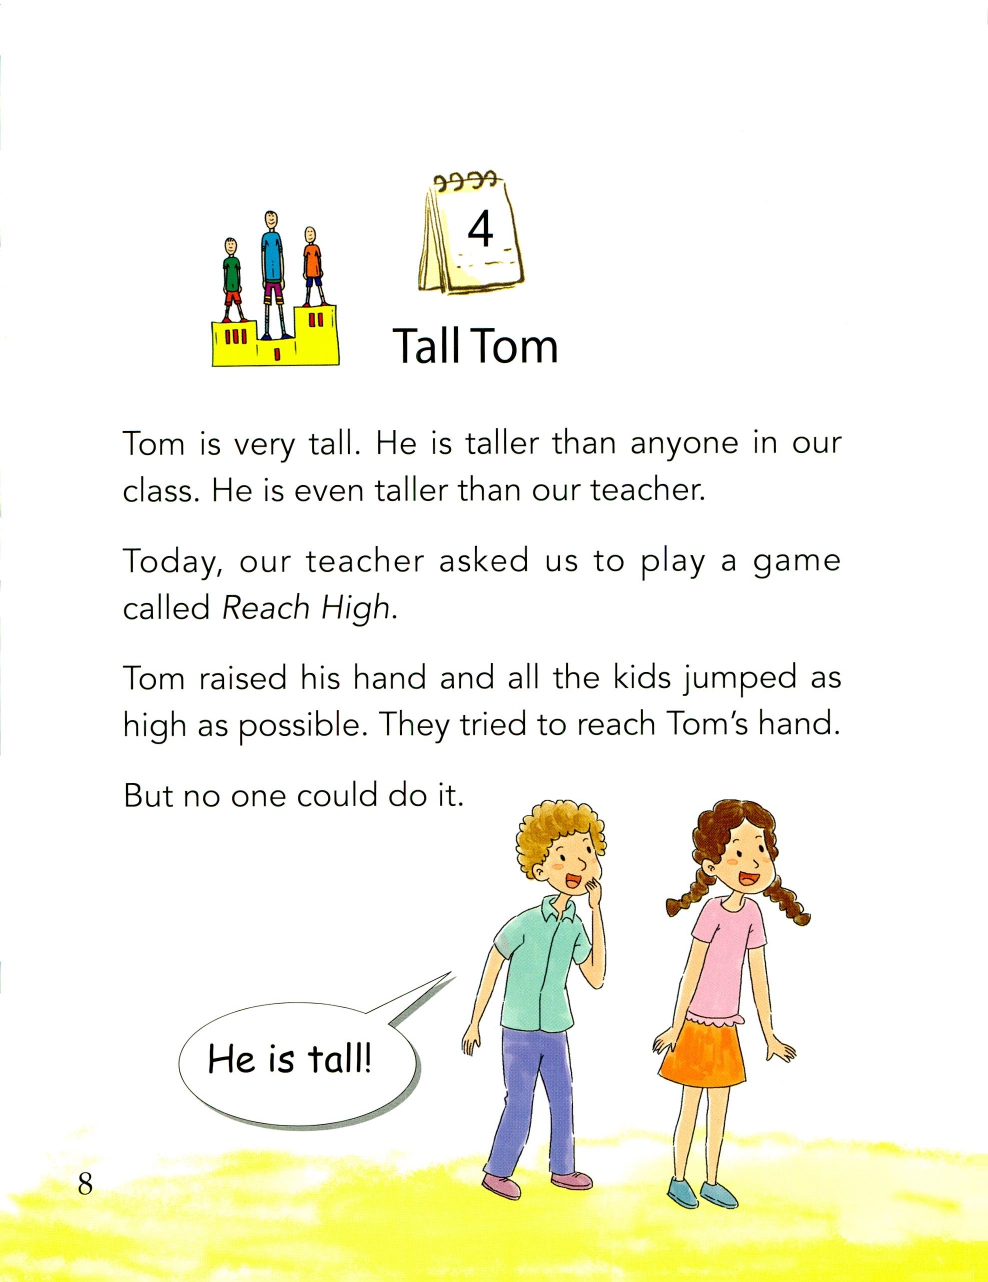 4
III
I
II
Tall Tom
Tom is very tall. He is taller than anyone in our
class. He is even taller than our teacher.
Today, our teacher asked us to play a game
called Reach High.
Tom raised his hand and all the kids jumped as
high as possible. They tried to reach Tom's hand.
But no one could do it.
He is tall!
8